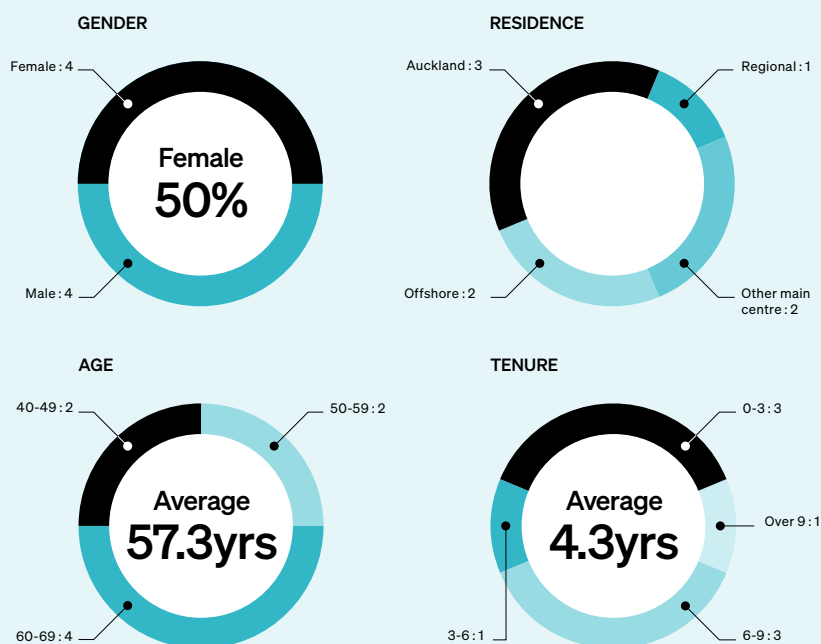 GENDER
Female : 4
Female
50%
Male : 4
RESIDENCE
Auckland : 3
Regional : 1
Offshore : 2
Other main
centre : 2
AGE
40-49 : 2
50-59 : 2
Average
57.3yrs
60-69 : 4
TENURE
0-3 : 3
Average
4.3yrs
Over 9 : 1
3-6 : 1
6-9 : 3